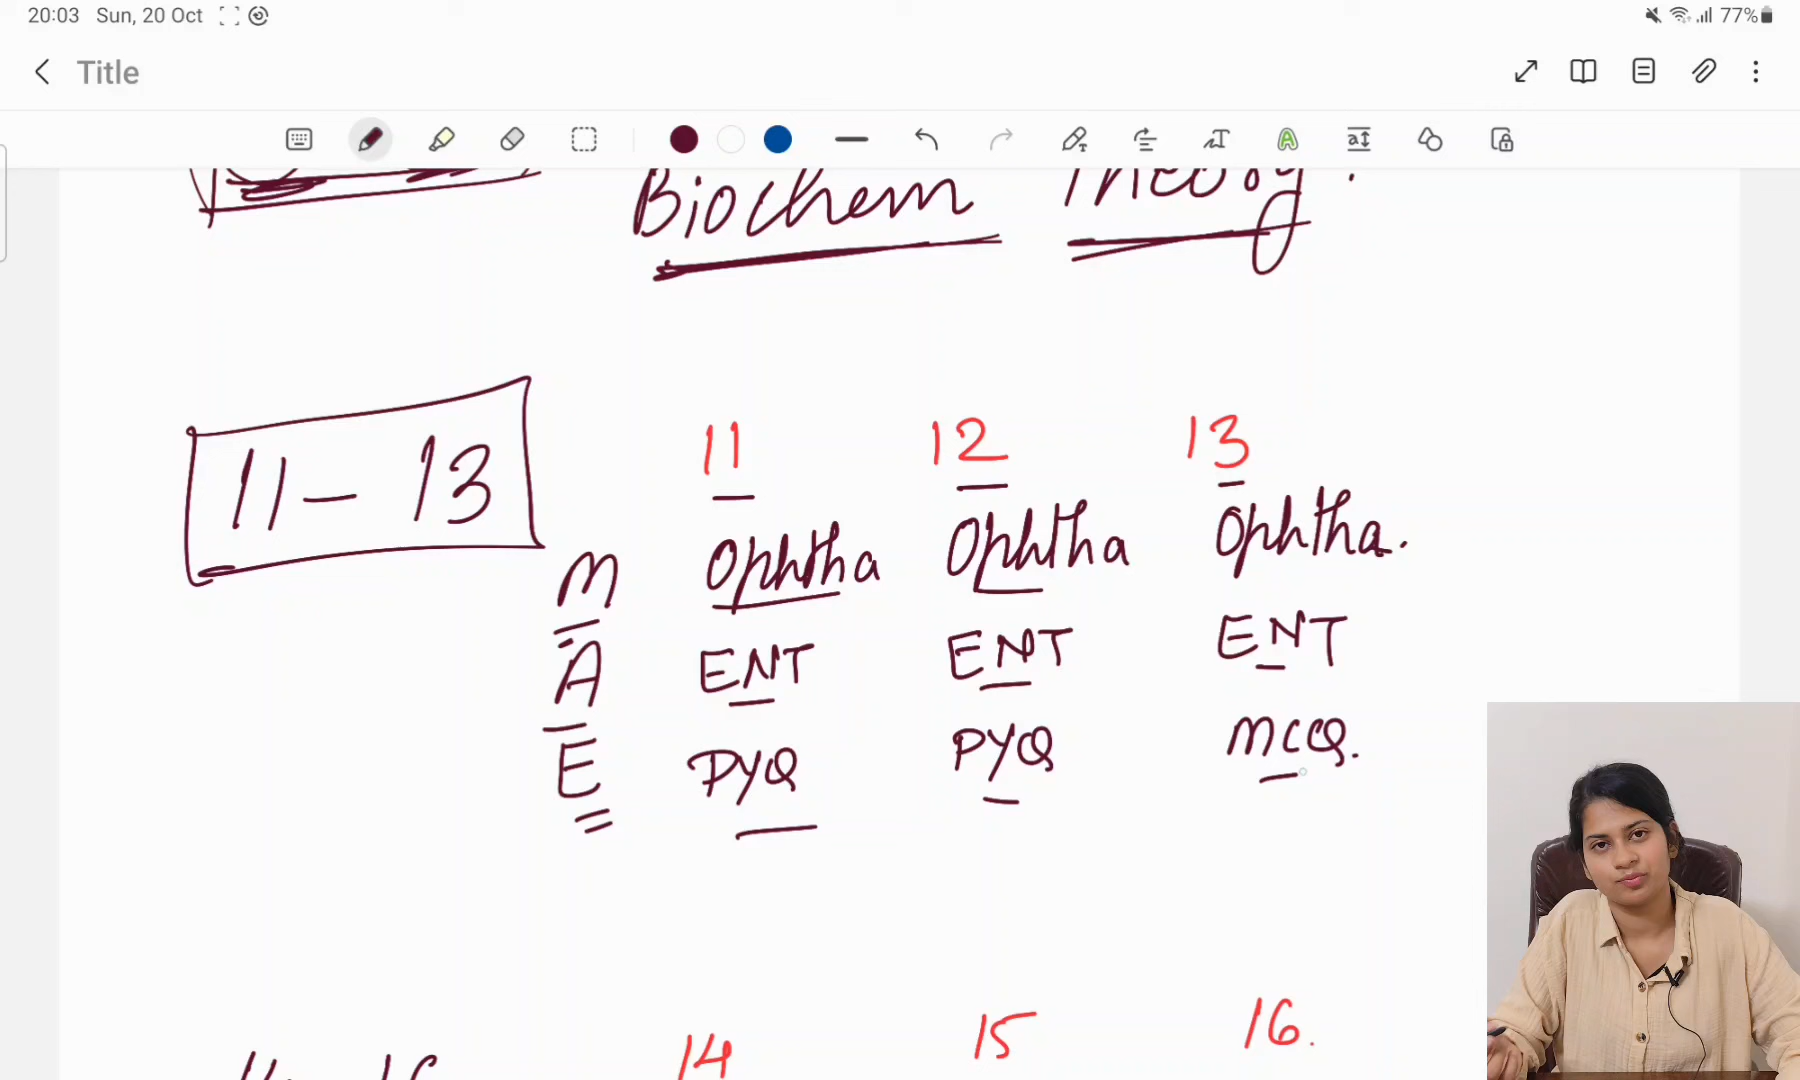 20:03 Sun, 20 Oct 77%
Title
Biochem Theory.
11 - 13
11 12 13
M Ophtha Ophtha Ophtha.
A ENT ENT ENT
E PYQ PYQ MCQ.
14 15 16.